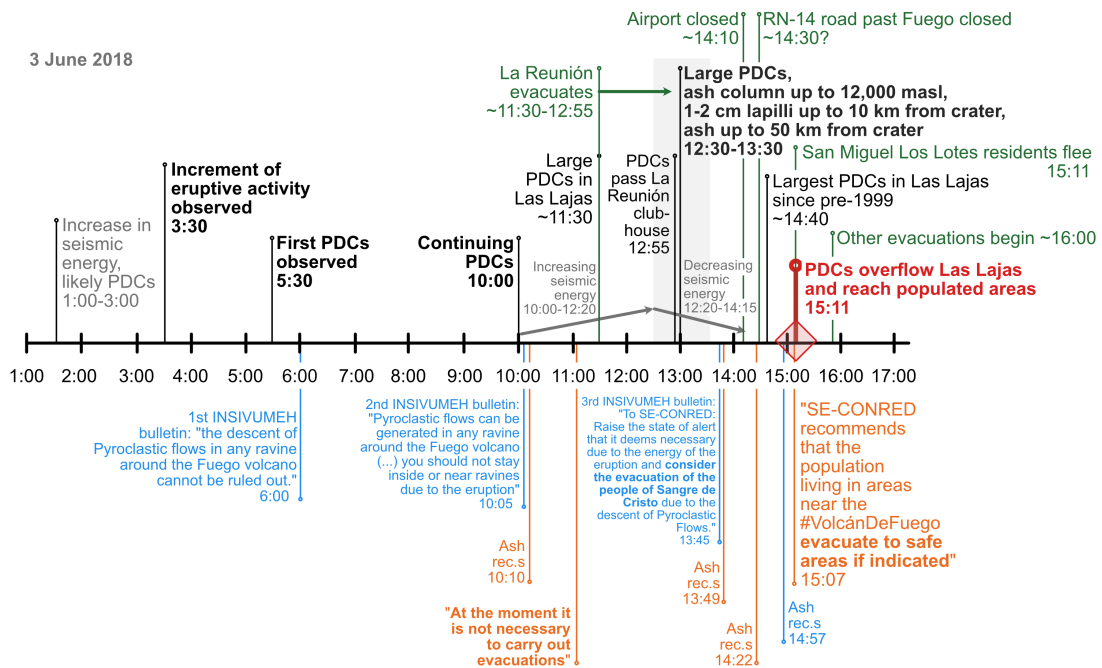 Airport closed
~14:10
RN-14 road past Fuego closed
~14:30?
3 June 2018
La Reunión
evacuates
~11:30-12:55
Large PDCs,
ash column up to 12,000 masl,
1-2 cm lapilli up to 10 km from crater,
ash up to 50 km from crater
12:30-13:30
San Miguel Los Lotes residents flee
15:11
Increment of
eruptive activity
observed
3:30
Large
PDCs in
Las Lajas
~11:30
PDCs
pass La
Reunión
club-
house
12:55
Largest PDCs in Las Lajas
since pre-1999
~14:40
Increase in
seismic
energy,
likely PDCs
1:00-3:00
First PDCs
observed
5:30
Continuing
PDCs
10:00
Other evacuations begin ~16:00
Increasing
seismic
energy
10:00-12:20
Decreasing
seismic
energy
12:20-14:15
PDCs overflow Las Lajas
and reach populated areas
15:11
1:00 2:00 3:00 4:00 5:00 6:00 7:00 8:00 9:00 10:00 11:00 12:00 13:00 14:00 15:00 16:00 17:00
1st INSIVUMEH
bulletin: "the descent of
Pyroclastic flows in any ravine
around the Fuego volcano
cannot be ruled out."
6:00
2nd INSIVUMEH bulletin:
"Pyroclastic flows can be
generated in any ravine
around the Fuego volcano
(...) you should not stay
inside or near ravines
due to the eruption"
10:05
3rd INSIVUMEH bulletin:
"To SE-CONRED:
Raise the state of alert
that it deems necessary
due to the energy of the
eruption and consider
the evacuation of the
people of Sangre de
Cristo due to the
descent of Pyroclastic
Flows."
13:45
"SE-CONRED
recommends
that the
population
living in areas
near the
#VolcánDeFuego
evacuate to safe
areas if indicated"
15:07
Ash
rec.s
10:10
Ash
rec.s
13:49
"At the moment it
is not necessary
to carry out
evacuations"
Ash
rec.s
14:22
Ash
rec.s
14:57